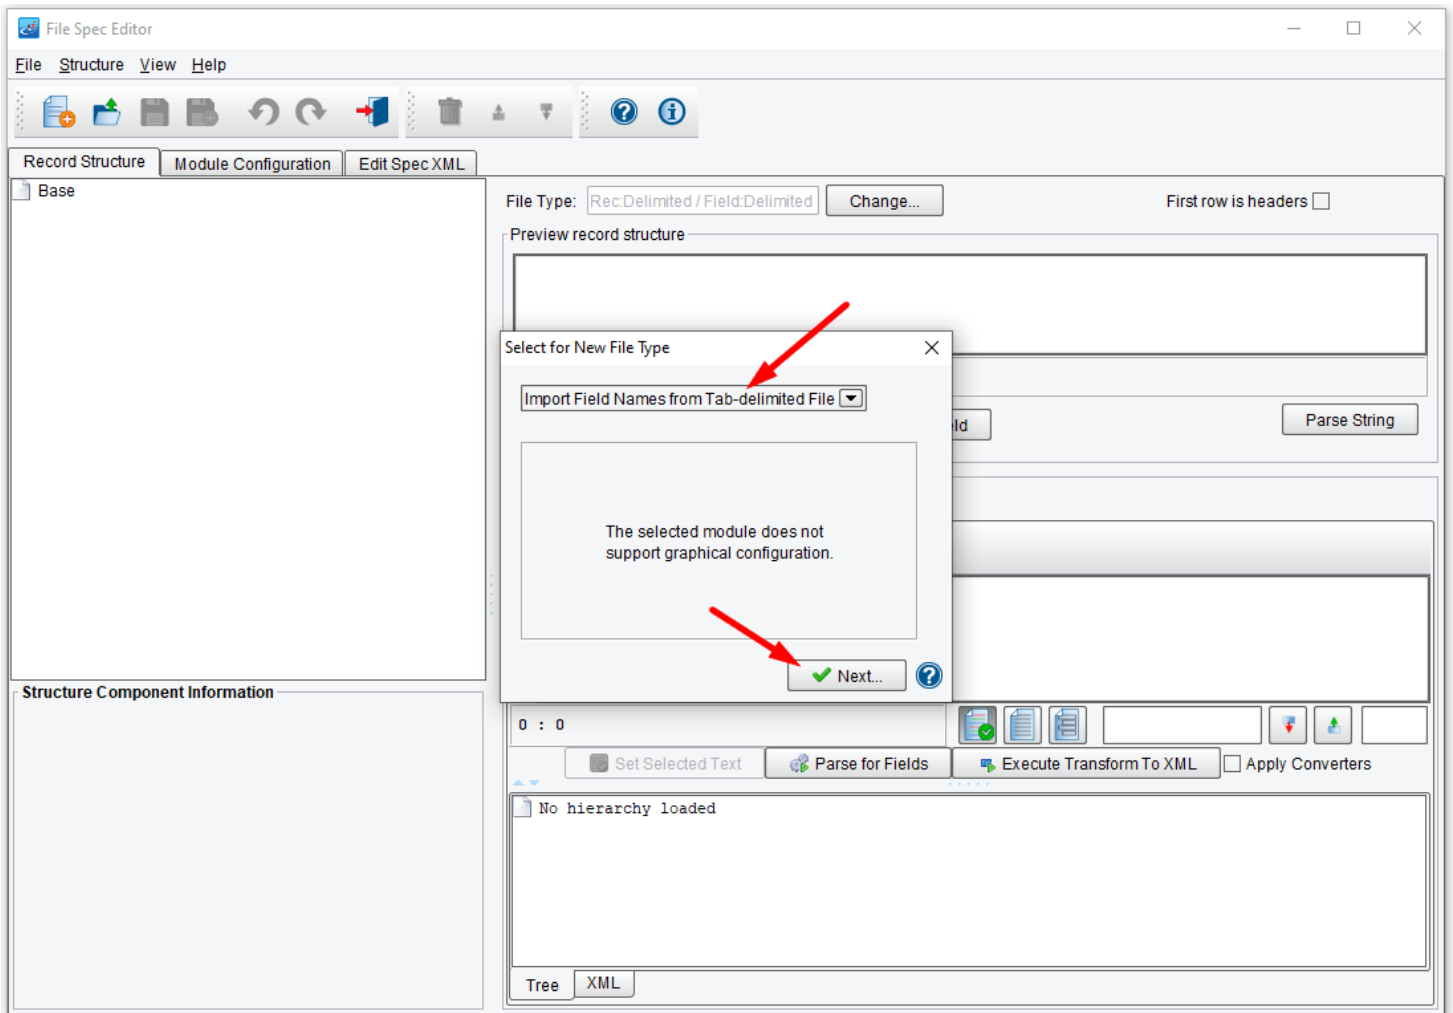 File Spec Editor
File Structure View Help
Record Structure Module Configuration Edit Spec XML
Base
File Type: Rec:Delimited / Field:Delimited Change... First row is headers
Preview record structure
Select for New File Type
Import Field Names from Tab-delimited File
eld Parse String
The selected module does not
support graphical configuration.
Next...
Structure Component Information
0 : 0
Set Selected Text Parse for Fields Execute Transform To XML Apply Converters
No hierarchy loaded
Tree XML